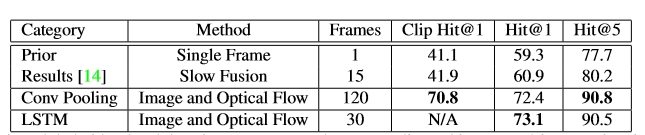 Category Method Frames Clip Hit@1 Hit@1 Hit@5
Prior Single Frame 1 41.1 59.3 77.7
Results [14] Slow Fusion 15 41.9 60.9 80.2
Conv Pooling Image and Optical Flow 120 70.8 72.4 90.8
LSTM Image and Optical Flow 30 N/A 73.1 90.5